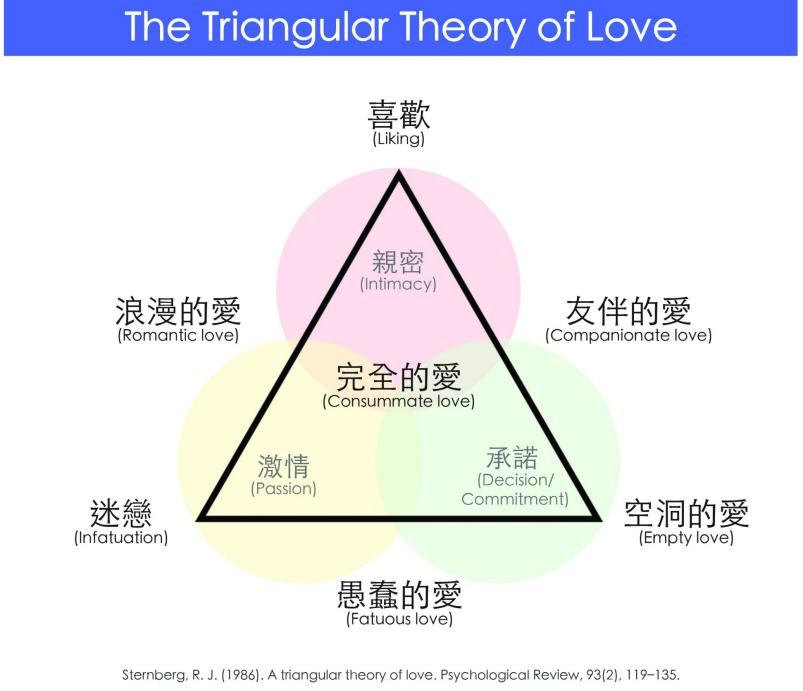 The Triangular Theory of Love
喜歡
(Liking)
親密
(Intimacy)
浪漫的愛
(Romantic love)
友伴的愛
(Companionate love)
完全的愛
(Consummate love)
激情
(Passion)
承諾
(Decision/
Commitment)
迷戀
(Infatuation)
空洞的愛
(Empty love)
愚蠢的愛
(Fatuous love)
Sternberg, R. J. (1986). A triangular theory of love. Psychological Review, 93(2), 119–135.